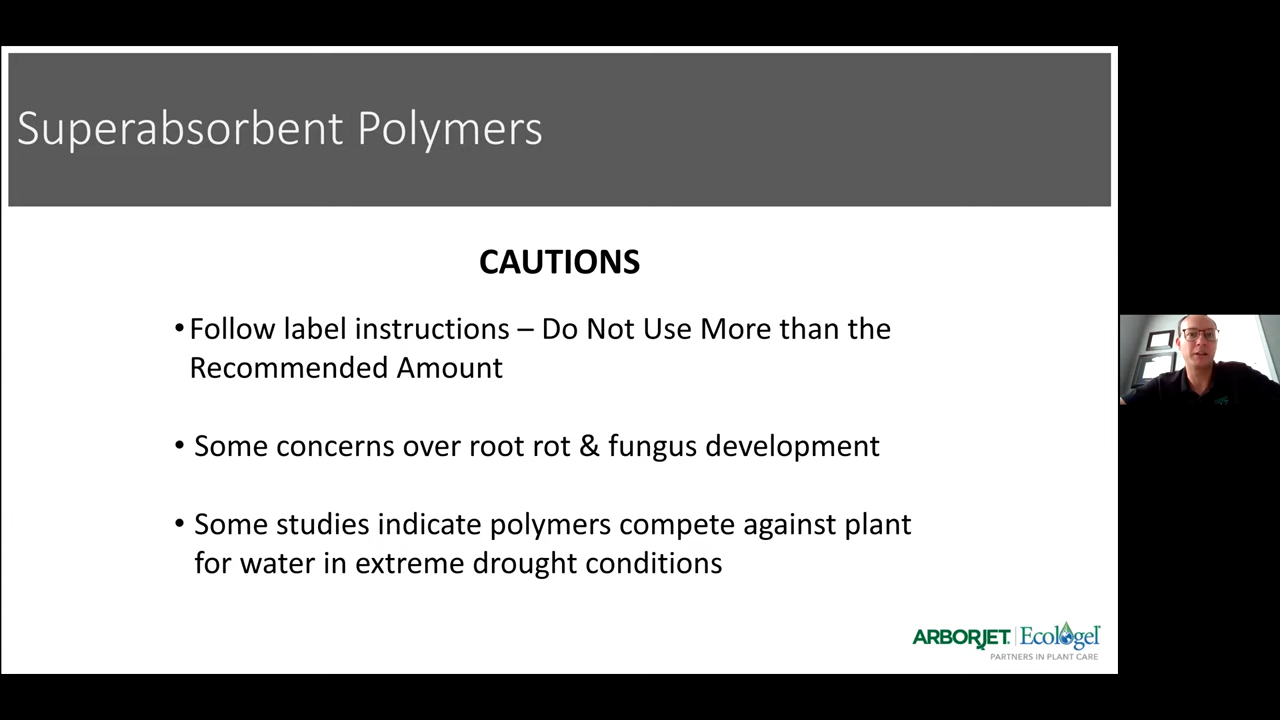 Superabsorbent Polymers
CAUTIONS
•Follow label instructions – Do Not Use More than the
Recommended Amount
• Some concerns over root rot & fungus development
• Some studies indicate polymers compete against plant
for water in extreme drought conditions
ARBORJET. | Ecologel
PARTNERS IN PLANT CARE